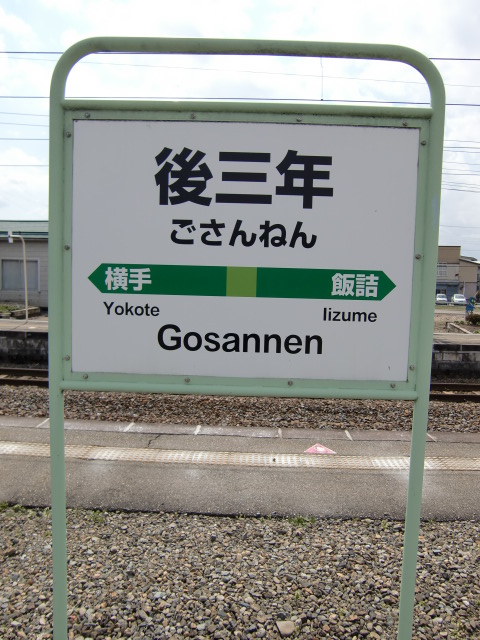 後三年
ごさんねん
横手 飯詰
Yokote Iizume
Gosannen